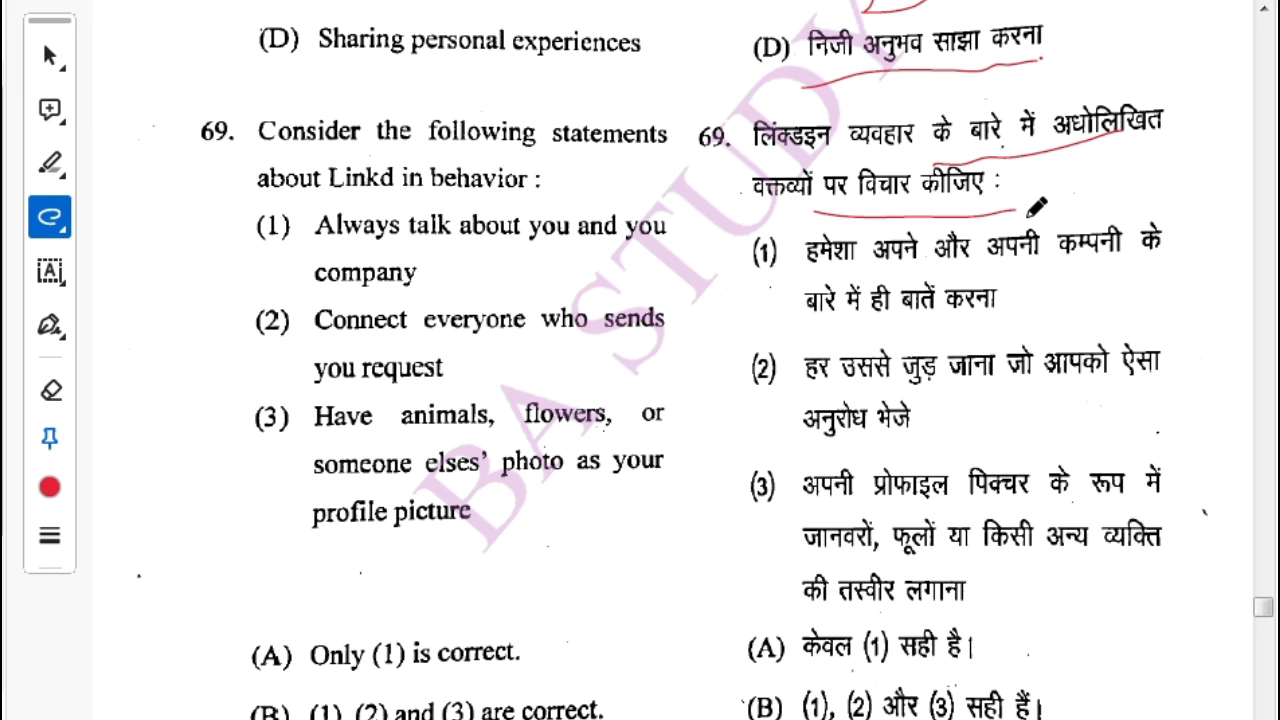 (D) Sharing personal experiences
69. Consider the following statements
about Linkd in behavior :
(1) Always talk about you and you
company
(2) Connect everyone who sends
you request
(3) Have animals, flowers, or
someone elses' photo as your
profile picture
(A) Only (1) is correct.
(B) (1), (2) and (3) are correct.
(D) निजी अनुभव साझा करना
69. लिंक्डइन व्यवहार के बारे में अधोलिखित
वक्तव्यों पर विचार कीजिए :
(1) हमेशा अपने और अपनी कम्पनी के
बारे में ही बातें करना
(2) हर उससे जुड़ जाना जो आपको ऐसा
अनुरोध भेजे
(3) अपनी प्रोफाइल पिक्चर के रूप में
जानवरों, फूलों या किसी अन्य व्यक्ति
की तस्वीर लगाना
(A) केवल (1) सही है।
(B) (1), (2) और (3) सही हैं।
BA STUDY